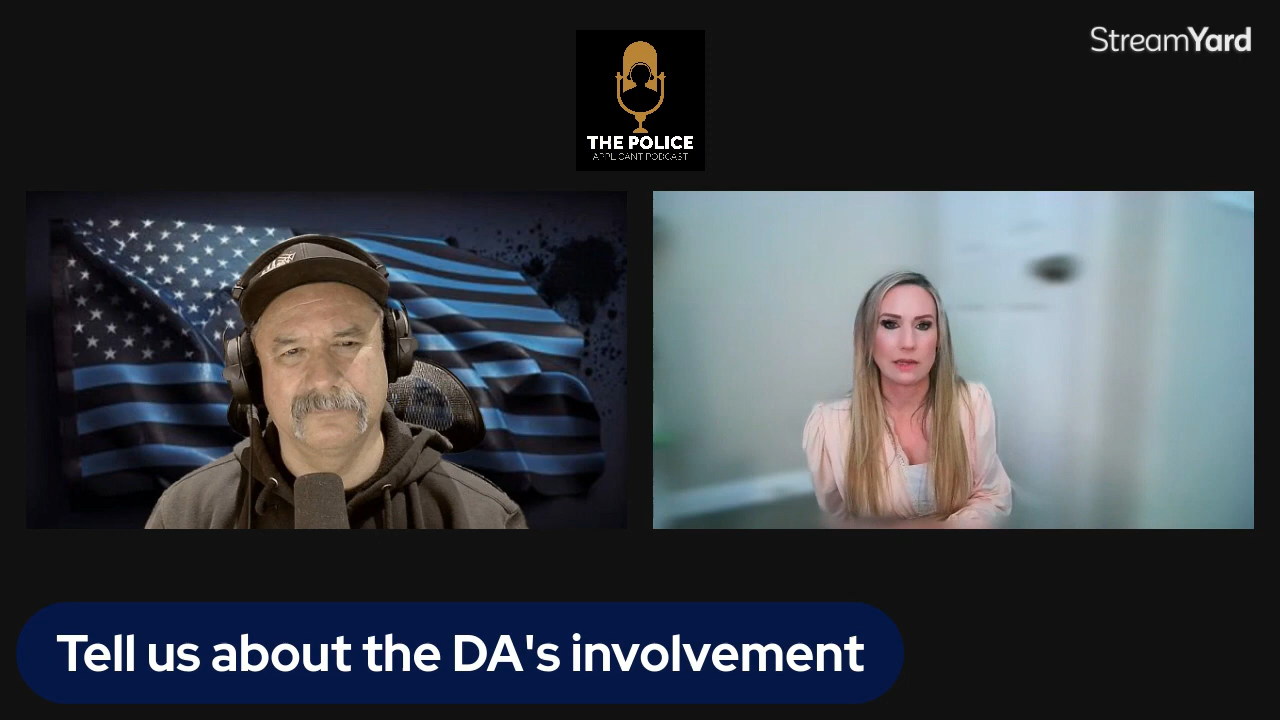 StreamYard
THE POLICE
APPLICANT PODCAST
Tell us about the DA's involvement